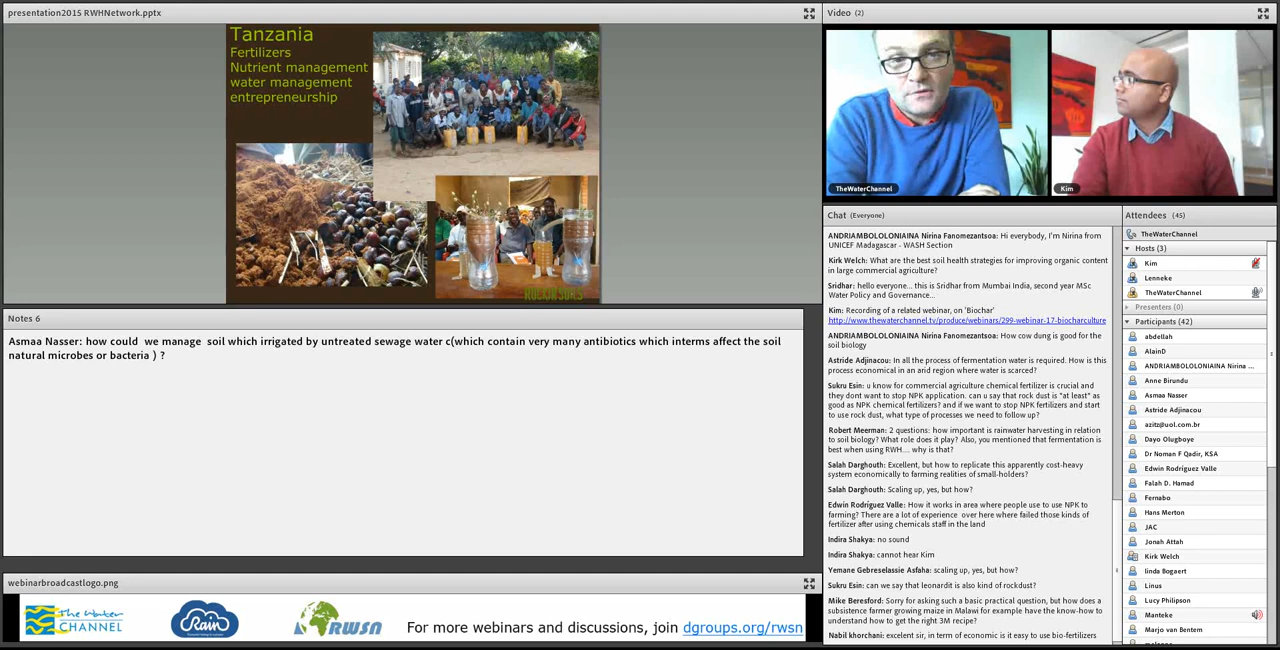 presentation2015 RWHNetwork.pptx
Tanzania
Fertilizers
Nutrient management
water management
entrepreneurship
ROCKINSOILS
Notes 6
Asmaa Nasser: how could we manage soil which irrigated by untreated sewage water c(which contain very many antibiotics which interms affect the soil
natural microbes or bacteria ) ?
webinarbroadcastlogo.png
the Water
CHANNEL
Rain
RWSN
For more webinars and discussions, join dgroups.org/rwsn
Video (2)
TheWaterChannel
Kim
Chat (Everyone)
ANDRIAMBOLOLONIAINA Nirina Fanomezantsoa: Hi everybody, I'm Nirina from
UNICEF Madagascar - WASH Section
Kirk Welch: What are the best soil health strategies for improving organic content
in large commercial agriculture?
Sridhar: hello everyone... this is Sridhar from Mumbai India, second year MSc
Water Policy and Governance...
Kim: Recording of a related webinar, on 'Biochar'
http://www.thewaterchannel.tv/produce/webinars/299-webinar-17-biocharculture
ANDRIAMBOLOLONIAINA Nirina Fanomezantsoa: How cow dung is good for the
soil biology
Astride Adjinacou: In all the process of fermentation water is required. How is this
process economical in an arid region where water is scarced?
Sukru Esin: u know for commercial agriculture chemical fertilizer is crucial and
they dont want to stop NPK application. can u say that rock dust is "at least" as
good as NPK chemical fertilizers? and if we want to stop NPK fertilizers and start
to use rock dust, what type of processes we need to follow up?
Robert Meerman: 2 questions: how important is rainwater harvesting in relation
to soil biology? What role does it play? Also, you mentioned that fermentation is
best when using RWH.... why is that?
Salah Darghouth: Excellent, but how to replicate this apparently cost-heavy
system economically to farming realities of small-holders?
Salah Darghouth: Scaling up, yes, but how?
Edwin Rodríguez Valle: How it works in area where people use to use NPK to
farming? There are a lot of experience over here where failed those kinds of
fertilizer after using chemicals staff in the land
Indira Shakya: no sound
Indira Shakya: cannot hear Kim
Yemane Gebreselassie Asfaha: scaling up, yes, but how?
Sukru Esin: can we say that leonardit is also kind of rockdust?
Mike Beresford: Sorry for asking such a basic practical question, but how does a
subsistence farmer growing maize in Malawi for example have the know-how to
understand how to get the right 3M recipe?
Nabil khorchani: excelent sir, in term of economic is it easy to use bio-fertilizers
Attendees (45)
TheWaterChannel
Hosts (3)
Kim
Lenneke
TheWaterChannel
Presenters (0)
Participants (42)
abdellah
AlainD
ANDRIAMBOLOLONIAINA Nirina ...
Anne Birundu
Asmaa Nasser
Astride Adjinacou
azitz@uol.com.br
Dayo Olugboye
Dr Noman F Qadir, KSA
Edwin Rodríguez Valle
Falah D. Hamad
Fernabo
Hans Merton
JAC
Jonah Attah
Kirk Welch
linda Bogaert
Linus
Lucy Philipson
Manteke
Marjo van Bentem